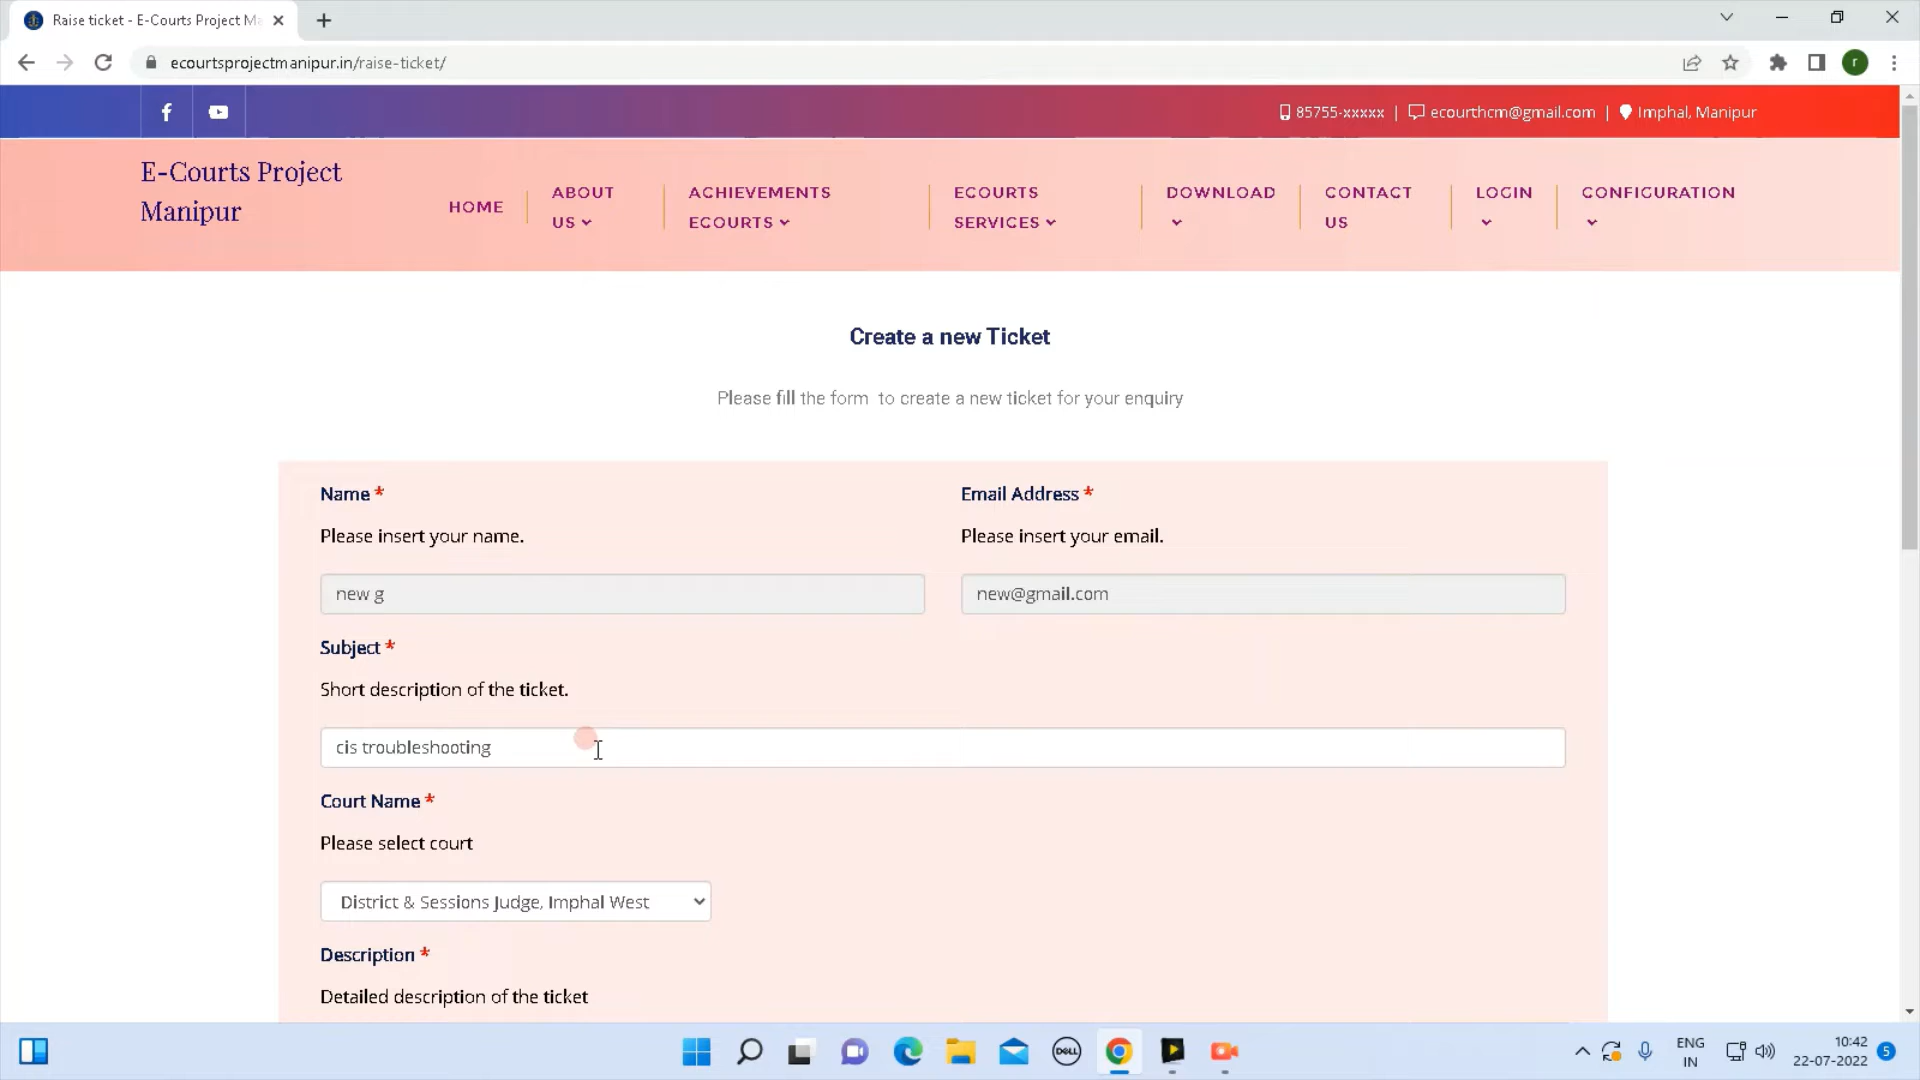 Raise ticket - E-Courts Project Ma
ecourtsprojectmanipur.in/raise-ticket/
r
85755-xxxxx | ecourthcm@gmail.com | Imphal, Manipur
E-Courts Project
Manipur
HOME
ABOUT
US
ACHIEVEMENTS
ECOURTS
ECOURTS
SERVICES
DOWNLOAD
CONTACT
US
LOGIN
CONFIGURATION
Create a new Ticket
Please fill the form to create a new ticket for your enquiry
Name *
Please insert your name.
new g
Email Address *
Please insert your email.
new@gmail.com
Subject *
Short description of the ticket.
cis troubleshooting
Court Name *
Please select court
District & Sessions Judge, Imphal West
Description *
Detailed description of the ticket
DELL
ENG
IN
10:42
22-07-2022
5